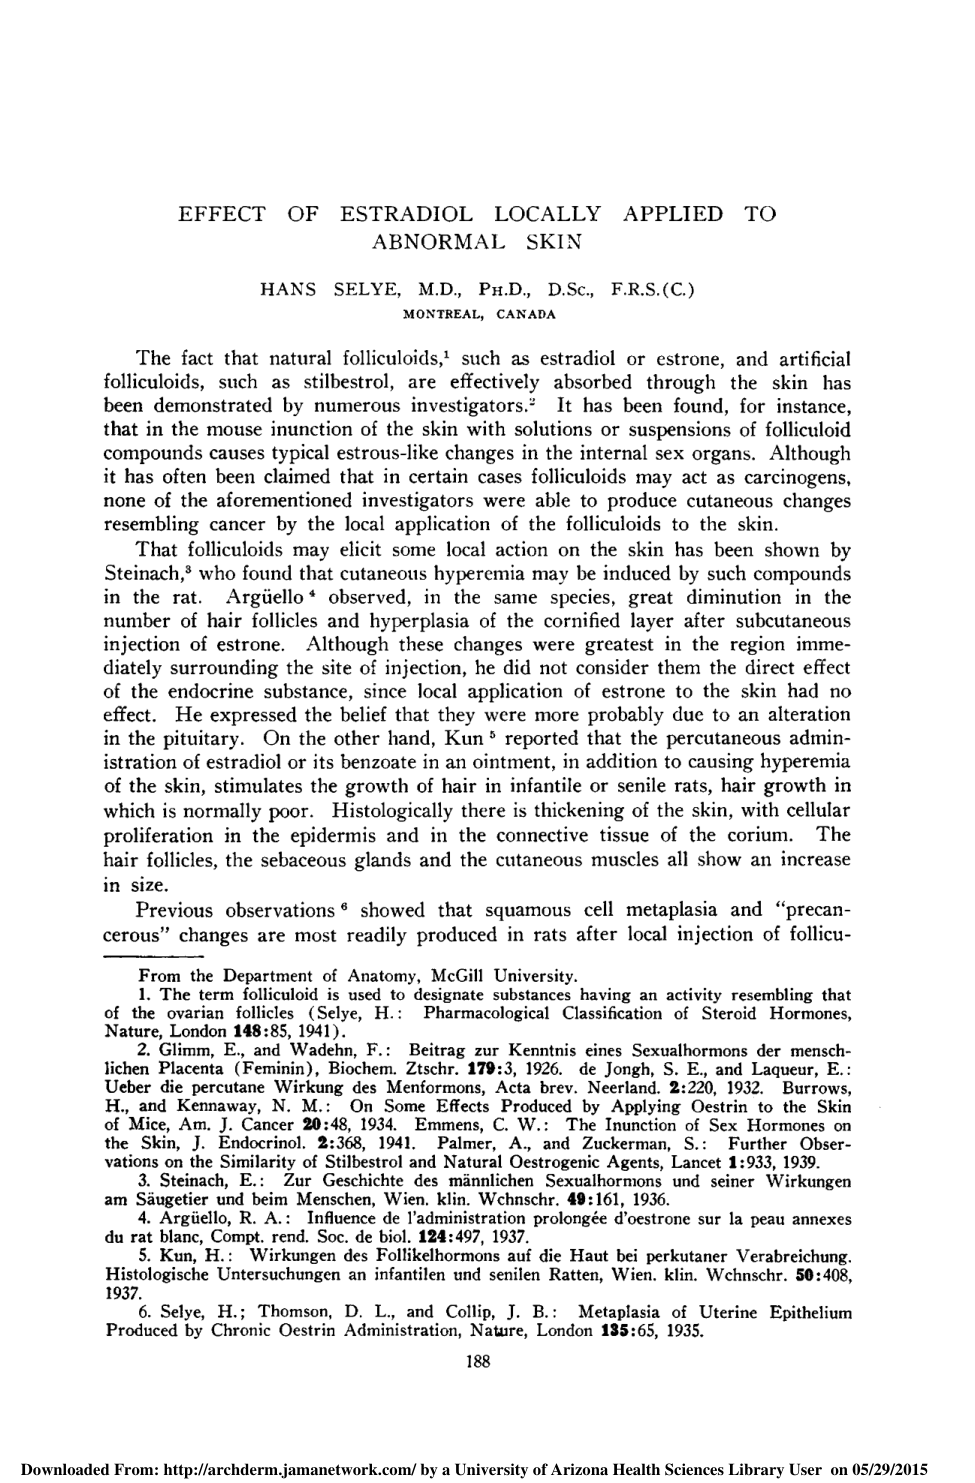 EFFECT OF ESTRADIOL LOCALLY APPLIED TO
ABNORMAL SKIN
HANS SELYE, M.D., PH.D., D.SC., F.R.S.(C.)
MONTREAL, CANADA
The fact that natural folliculoids,¹ such as estradiol or estrone, and artificial
folliculoids, such as stilbestrol, are effectively absorbed through the skin has
been demonstrated by numerous investigators.² It has been found, for instance,
that in the mouse inunction of the skin with solutions or suspensions of folliculoid
compounds causes typical estrous-like changes in the internal sex organs. Although
it has often been claimed that in certain cases folliculoids may act as carcinogens,
none of the aforementioned investigators were able to produce cutaneous changes
resembling cancer by the local application of the folliculoids to the skin.
That folliculoids may elicit some local action on the skin has been shown by
Steinach,³ who found that cutaneous hyperemia may be induced by such compounds
in the rat. Argüello ⁴ observed, in the same species, great diminution in the
number of hair follicles and hyperplasia of the cornified layer after subcutaneous
injection of estrone. Although these changes were greatest in the region imme-
diately surrounding the site of injection, he did not consider them the direct effect
of the endocrine substance, since local application of estrone to the skin had no
effect. He expressed the belief that they were more probably due to an alteration
in the pituitary. On the other hand, Kun ⁵ reported that the percutaneous admin-
istration of estradiol or its benzoate in an ointment, in addition to causing hyperemia
of the skin, stimulates the growth of hair in infantile or senile rats, hair growth in
which is normally poor. Histologically there is thickening of the skin, with cellular
proliferation in the epidermis and in the connective tissue of the corium. The
hair follicles, the sebaceous glands and the cutaneous muscles all show an increase
in size.
Previous observations ⁶ showed that squamous cell metaplasia and "precan-
cerous" changes are most readily produced in rats after local injection of follicu-
From the Department of Anatomy, McGill University.
1. The term folliculoid is used to designate substances having an activity resembling that
of the ovarian follicles (Selye, H.: Pharmacological Classification of Steroid Hormones,
Nature, London 148:85, 1941).
2. Glimm, E., and Wadehn, F.: Beitrag zur Kenntnis eines Sexualhormons der mensch-
lichen Placenta (Feminin), Biochem. Ztschr. 179:3, 1926. de Jongh, S. E., and Laqueur, E.:
Ueber die percutane Wirkung des Menformons, Acta brev. Neerland. 2:220, 1932. Burrows,
H., and Kennaway, N. M.: On Some Effects Produced by Applying Oestrin to the Skin
of Mice, Am. J. Cancer 20:48, 1934. Emmens, C. W.: The Inunction of Sex Hormones on
the Skin, J. Endocrinol. 2:368, 1941. Palmer, A., and Zuckerman, S.: Further Obser-
vations on the Similarity of Stilbestrol and Natural Oestrogenic Agents, Lancet 1:933, 1939.
3. Steinach, E.: Zur Geschichte des männlichen Sexualhormons und seiner Wirkungen
am Säugetier und beim Menschen, Wien. klin. Wchnschr. 49:161, 1936.
4. Argüello, R. A.: Influence de l'administration prolongée d'oestrone sur la peau annexes
du rat blanc, Compt. rend. Soc. de biol. 124:497, 1937.
5. Kun, H.: Wirkungen des Follikelhormons auf die Haut bei perkutaner Verabreichung.
Histologische Untersuchungen an infantilen und senilen Ratten, Wien. klin. Wchnschr. 50:408,
1937.
6. Selye, H.; Thomson, D. L., and Collip, J. B.: Metaplasia of Uterine Epithelium
Produced by Chronic Oestrin Administration, Nature, London 135:65, 1935.
188
Downloaded From: http://archderm.jamanetwork.com/ by a University of Arizona Health Sciences Library User on 05/29/2015